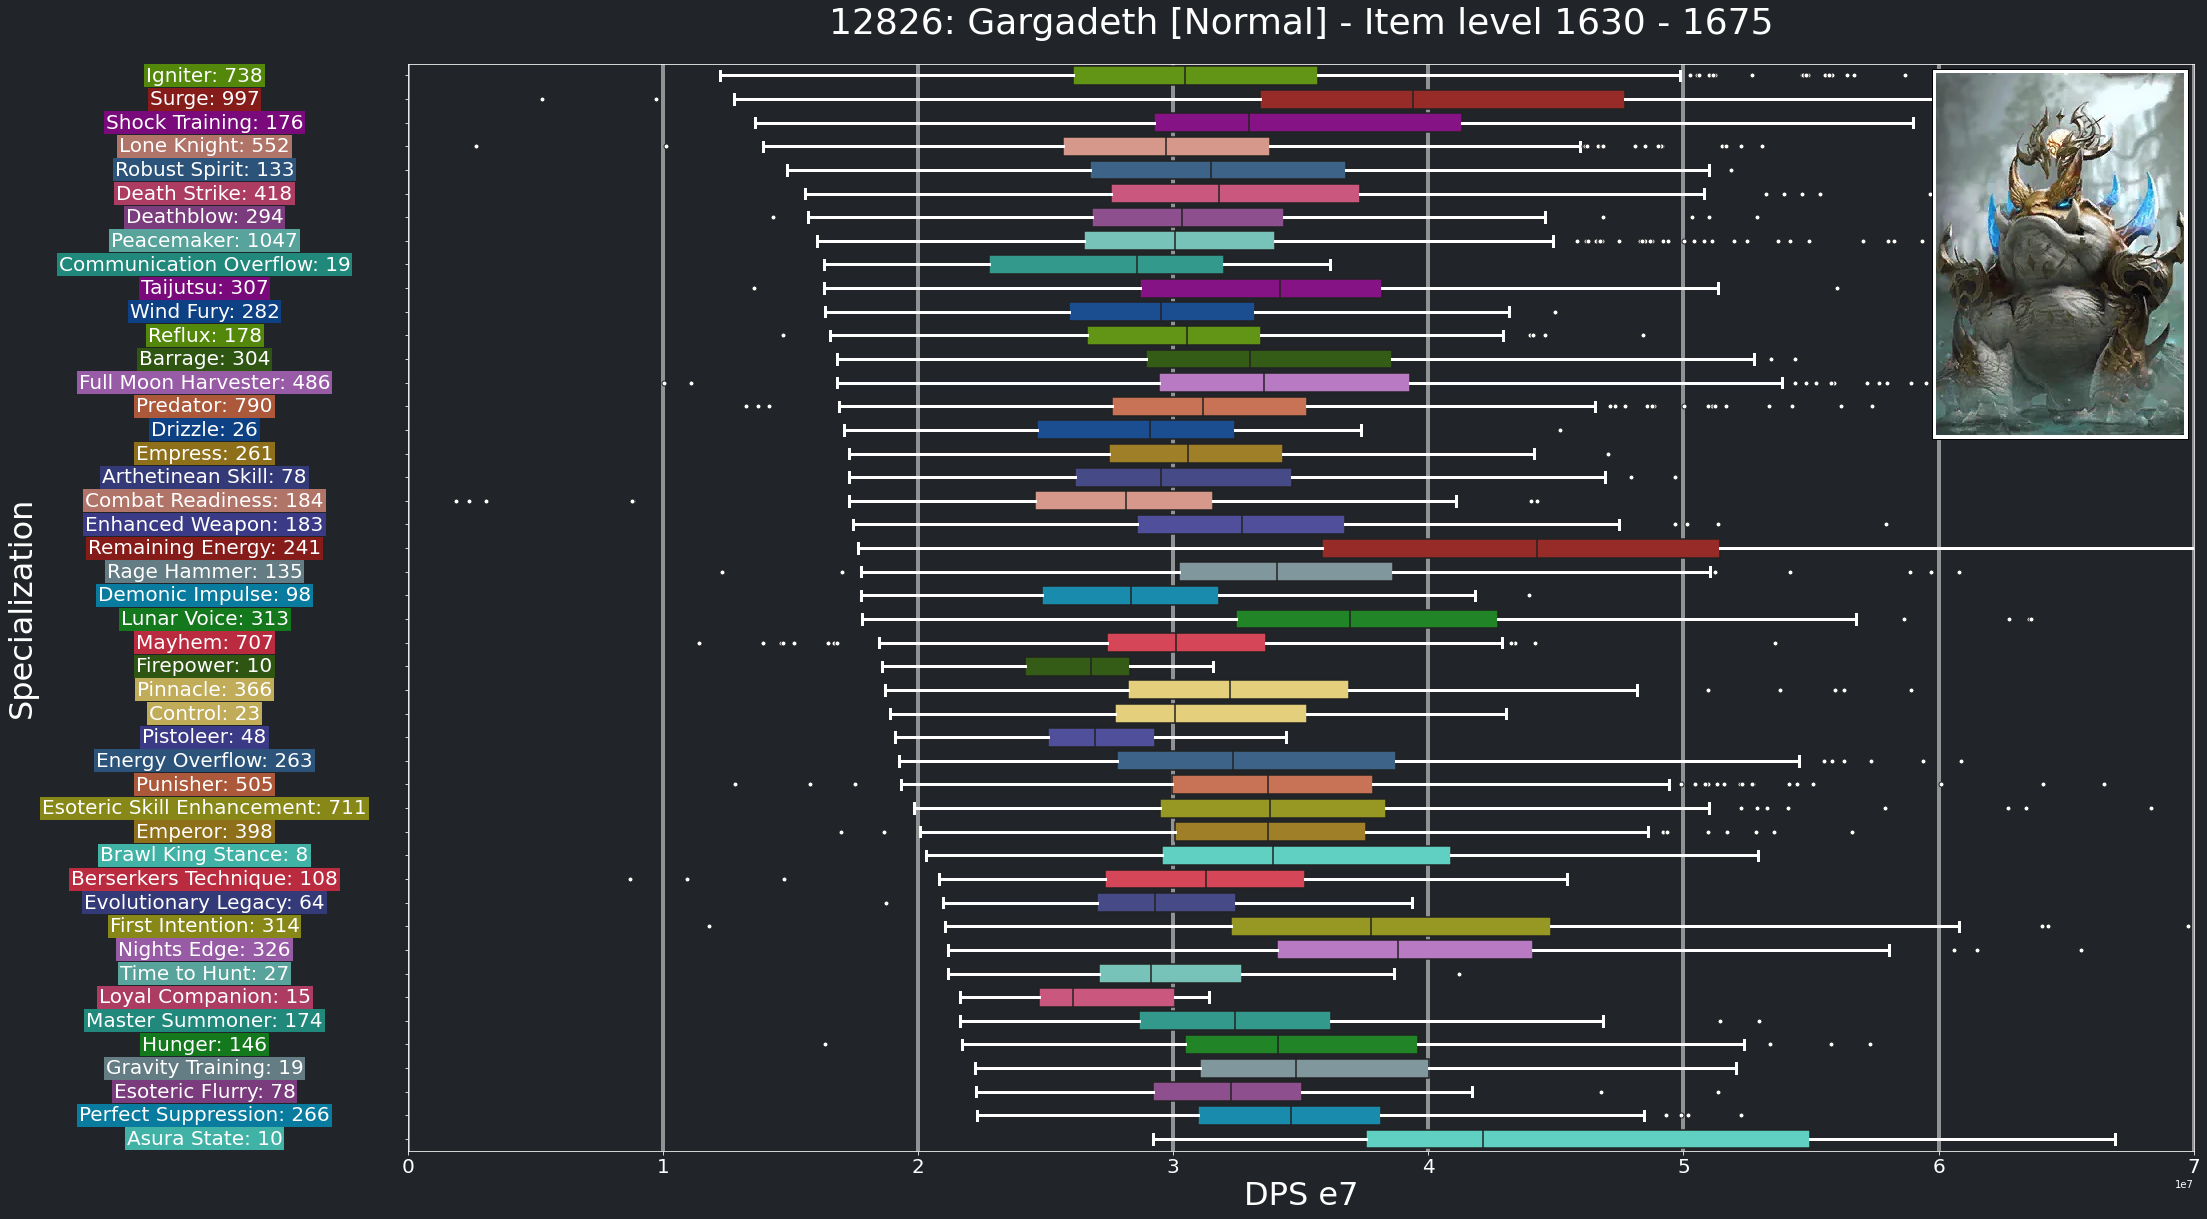 12826: Gargadeth [Normal] - Item level 1630 - 1675
Igniter: 738
Surge: 997
Shock Training: 176
Lone Knight: 552
Robust Spirit: 133
Death Strike: 418
Deathblow: 294
Peacemaker: 1047
Communication Overflow: 19
Taijutsu: 307
Wind Fury: 282
Reflux: 178
Barrage: 304
Full Moon Harvester: 486
Predator: 790
Drizzle: 26
Empress: 261
Arthetinean Skill: 78
Combat Readiness: 184
Enhanced Weapon: 183
Remaining Energy: 241
Rage Hammer: 135
Demonic Impulse: 98
Lunar Voice: 313
Mayhem: 707
Firepower: 10
Pinnacle: 366
Control: 23
Pistoleer: 48
Energy Overflow: 263
Punisher: 505
Esoteric Skill Enhancement: 711
Emperor: 398
Brawl King Stance: 8
Berserkers Technique: 108
Evolutionary Legacy: 64
First Intention: 314
Nights Edge: 326
Time to Hunt: 27
Loyal Companion: 15
Master Summoner: 174
Hunger: 146
Gravity Training: 19
Esoteric Flurry: 78
Perfect Suppression: 266
Asura State: 10
Specialization
0 1 2 3 4 5 6 7
1e7
DPS e7